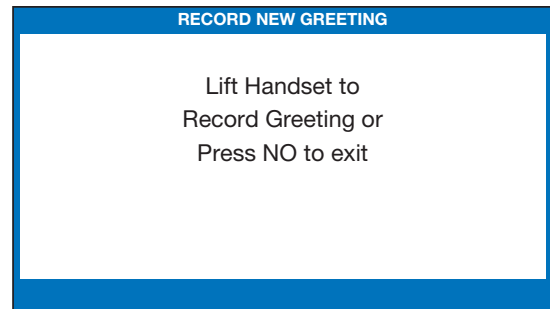 RECORD NEW GREETING
Lift Handset to
Record Greeting or
Press NO to exit